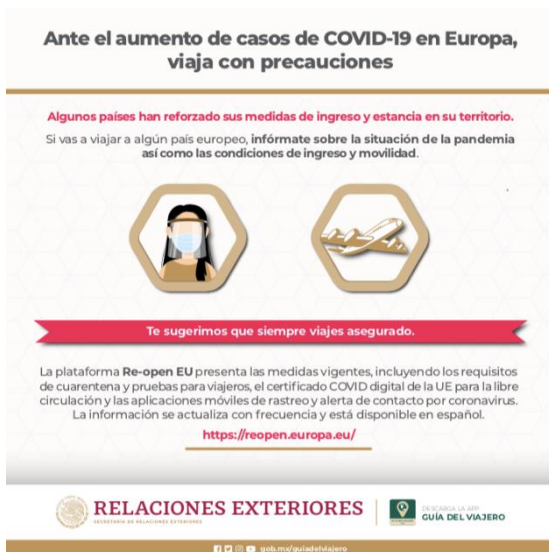 Ante el aumento de casos de COVID-19 en Europa,
viaja con precauciones
Algunos países han reforzado sus medidas de ingreso y estancia en su territorio.
Si vas a viajar a algún país europeo, infórmate sobre la situación de la pandemia
así como las condiciones de ingreso y movilidad.
Te sugerimos que siempre viajes asegurado.
La plataforma Re-open EU presenta las medidas vigentes, incluyendo los requisitos
de cuarentena y pruebas para viajeros, el certificado COVID digital de la UE para la libre
circulación y las aplicaciones móviles de rastreo y alerta de contacto por coronavirus.
La información se actualiza con frecuencia y está disponible en español.
https://reopen.europa.eu/
RELACIONES EXTERIORES
SECRETARÍA DE RELACIONES EXTERIORES
DESCARGA LA APP
GUÍA DEL VIAJERO
gob.mx/guiadelviajero